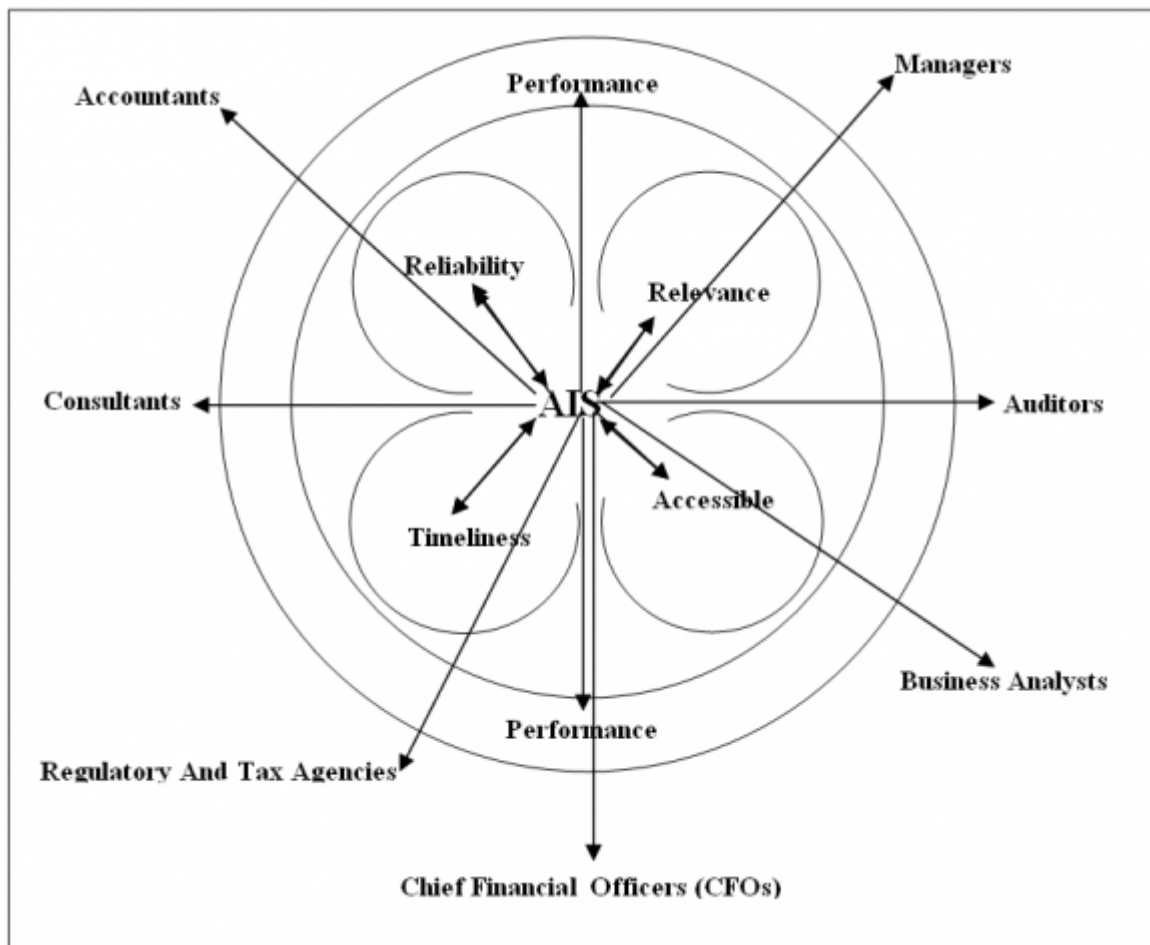 Managers
Performance
Accountants
Reliability
Relevance
Consultants
AIS
Auditors
Accessible
Timeliness
Business Analysts
Performance
Regulatory And Tax Agencies
Chief Financial Officers (CFOs)